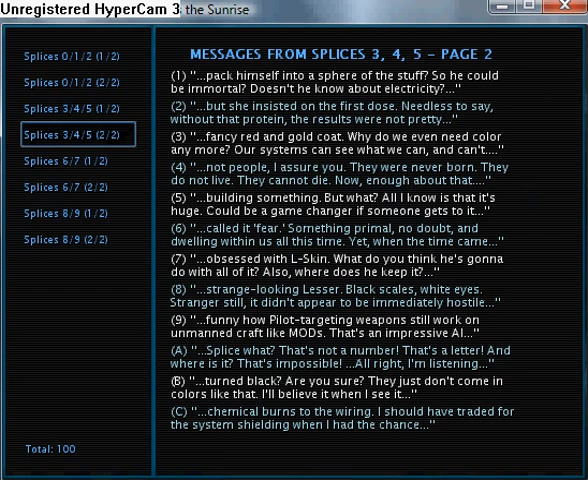 Unregistered HyperCam 3 the Sunrise
Splices 0/1/2 (1/2)
Splices 0/1/2 (2/2)
Splices 3/4/5 (1/2)
Splices 3/4/5 (2/2)
Splices 6/7 (1/2)
Splices 6/7 (2/2)
Splices 8/9 (1/2)
Splices 8/9 (2/2)
Total: 100
MESSAGES FROM SPLICES 3, 4, 5 - PAGE 2
(1) "...pack himself into a sphere of the stuff? So he could
be immortal? Doesn't he know about electricity?..."
(2) "...but she insisted on the first dose. Needless to say,
without that protein, the results were not pretty..."
(3) "...fancy red and gold coat. Why do we even need color
any more? Our systems can see what we can, and can't...."
(4) "...not people, I assure you. They were never born. They
do not live. They cannot die. Now, enough about that...."
(5) "...building something. But what? All I know is that it's
huge. Could be a game changer if someone gets to it..."
(6) "...called it 'fear.' Something primal, no doubt, and
dwelling within us all this time. Yet, when the time came..."
(7) "...obsessed with L-Skin. What do you think he's gonna
do with all of it? Also, where does he keep it?..."
(8) "...strange-looking Lesser. Black scales, white eyes.
Stranger still, it didn't appear to be immediately hostile..."
(9) "...funny how Pilot-targeting weapons still work on
unmanned craft like MODs. That's an impressive AI..."
(A) "...Splice what? That's not a number! That's a letter! And
where is it? That's impossible! ...All right, I'm listening..."
(B) "...turned black? Are you sure? They just don't come in
colors like that. I'll believe it when I see it..."
(C) "...chemical burns to the wiring. I should have traded for
the system shielding when I had the chance..."